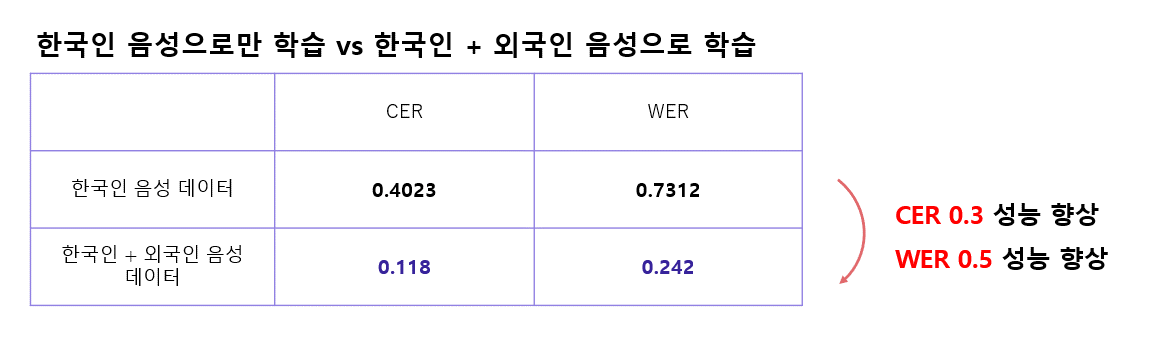 한국인 음성으로만 학습 vs 한국인 + 외국인 음성으로 학습
CER WER
한국인 음성 데이터 0.4023 0.7312
한국인 + 외국인 음성
데이터 0.118 0.242
CER 0.3 성능 향상
WER 0.5 성능 향상